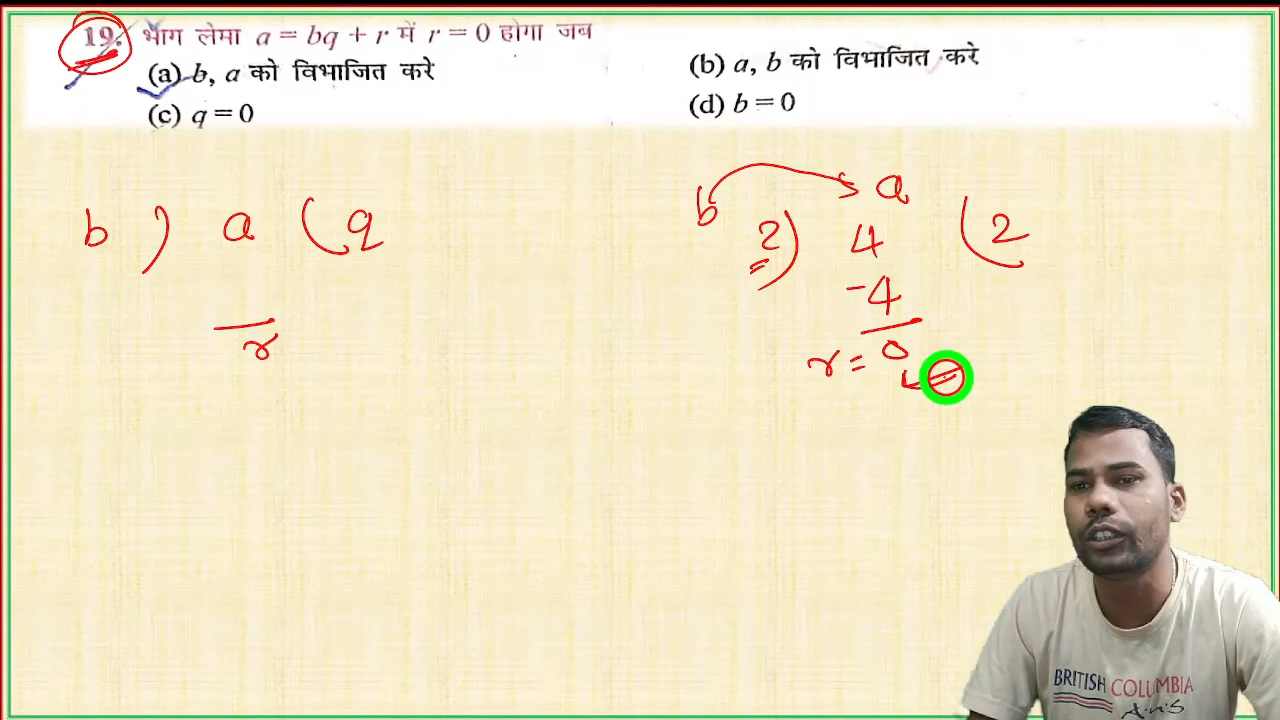 19. भाग लेमा a = bq + r में r = 0 होगा जब
(a) b, a को विभाजित करे
(b) a, b को विभाजित करे
(c) q = 0
(d) b = 0
b ) a ( q
r
b a
2 ) 4 ( 2
-4
r = 0
BRITISH COLUMBIA